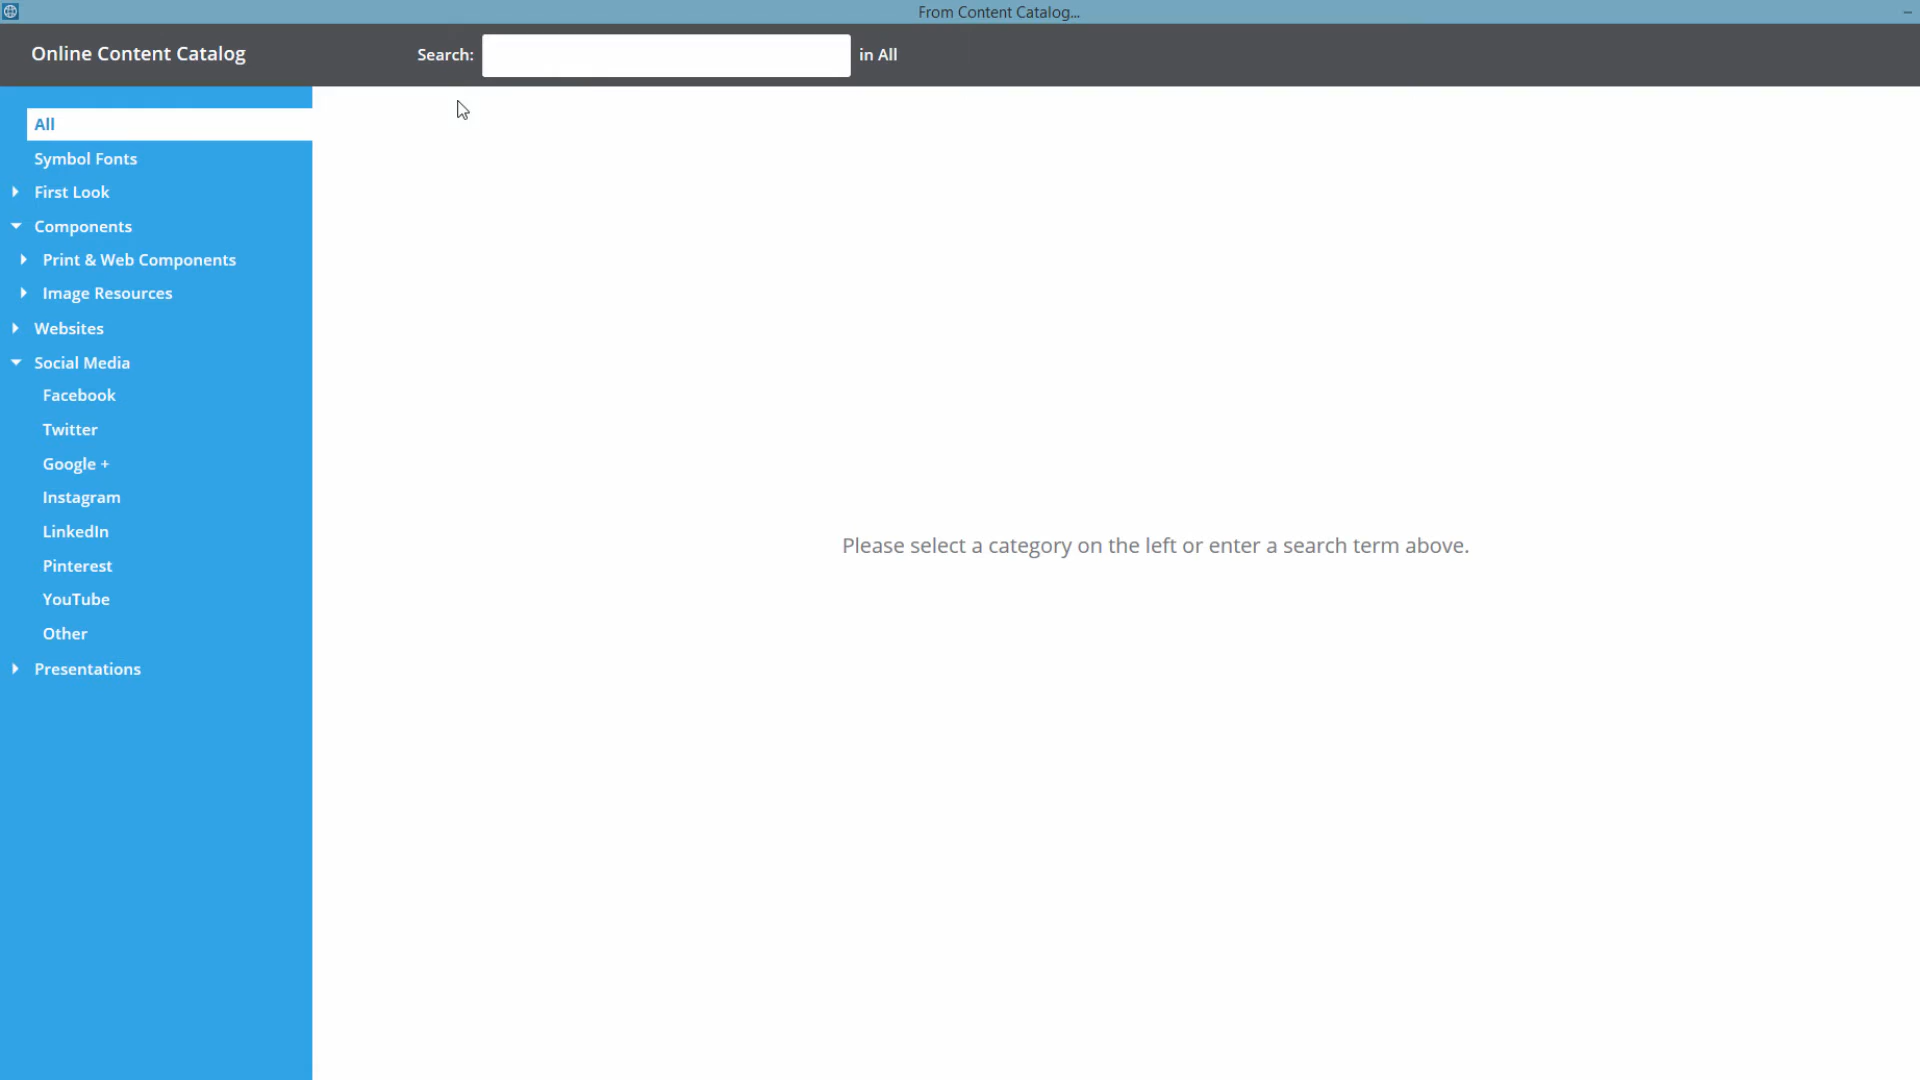 From Content Catalog...
Online Content Catalog
Search:
in All
All
Symbol Fonts
First Look
Components
Print & Web Components
Image Resources
Websites
Social Media
Facebook
Twitter
Google +
Instagram
LinkedIn
Pinterest
YouTube
Other
Presentations
Please select a category on the left or enter a search term above.